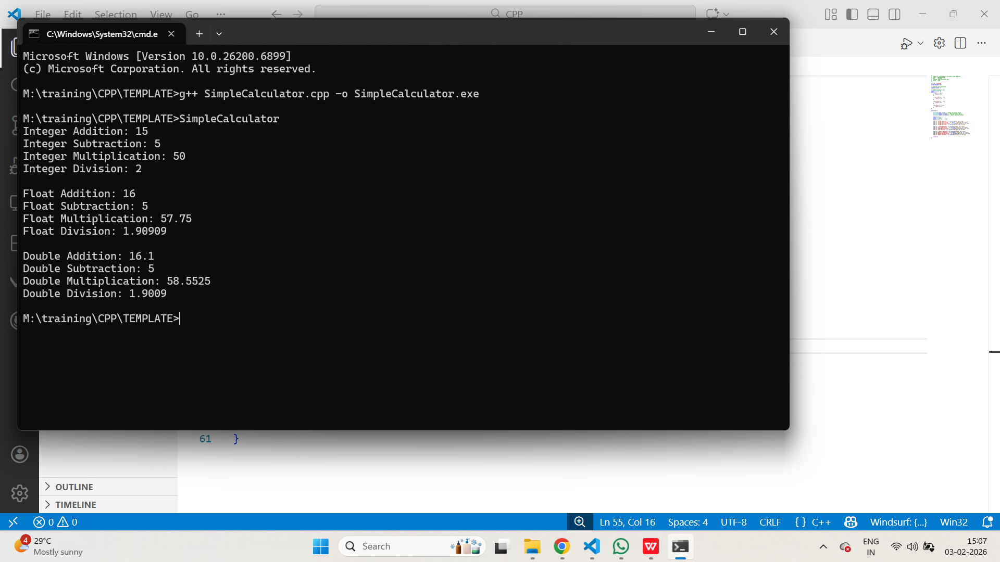 File Edit Selection View Go ...
CPP
C:\Windows\System32\cmd.e
Microsoft Windows [Version 10.0.26200.6899]
(c) Microsoft Corporation. All rights reserved.
M:\training\CPP\TEMPLATE>g++ SimpleCalculator.cpp -o SimpleCalculator.exe
M:\training\CPP\TEMPLATE>SimpleCalculator
Integer Addition: 15
Integer Subtraction: 5
Integer Multiplication: 50
Integer Division: 2
Float Addition: 16
Float Subtraction: 5
Float Multiplication: 57.75
Float Division: 1.90909
Double Addition: 16.1
Double Subtraction: 5
Double Multiplication: 58.5525
Double Division: 1.9009
M:\training\CPP\TEMPLATE>
61 }
OUTLINE
TIMELINE
0 0 Ln 55, Col 16 Spaces: 4 UTF-8 CRLF { } C++ Windsurf: {...} Win32
4 29°C
Mostly sunny
Search
ENG
IN
15:07
03-02-2026